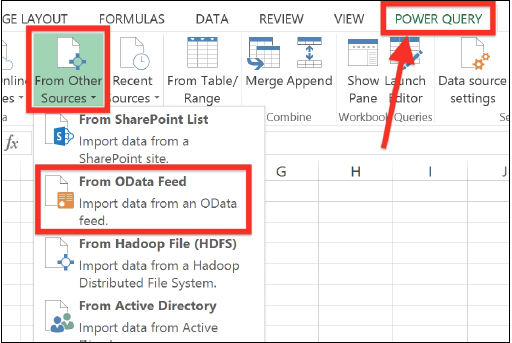 GE LAYOUT FORMULAS DATA REVIEW VIEW POWER QUERY
From Other Recent From Table/ Merge Append Show Launch Data source
es Sources ources Range Pane Editor settings
a Combine Workbook Queries Se
fx
G H I J
From SharePoint List
Import data from a
SharePoint site.
From OData Feed
Import data from an OData
feed.
From Hadoop File (HDFS)
Import data from a Hadoop
Distributed File System.
From Active Directory
Import data from Active